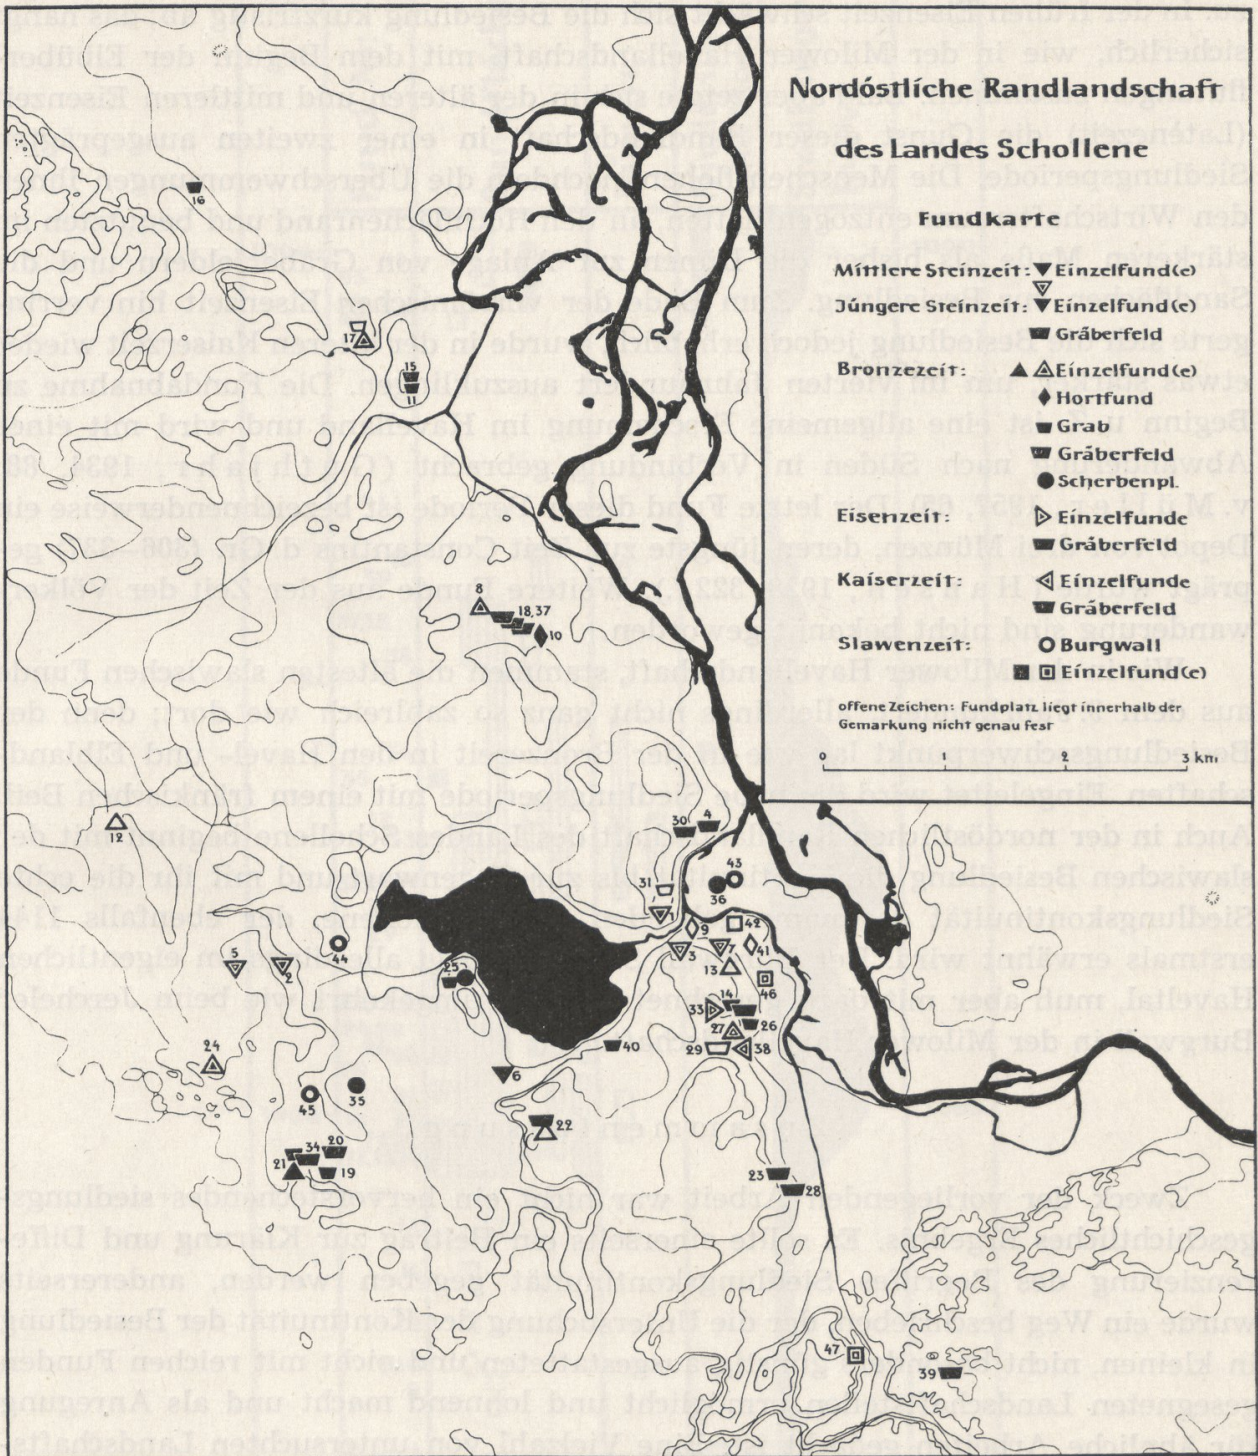 Nordöstliche Randlandschaft
des Landes Schollene
Fundkarte
Mittlere Steinzeit: Einzelfund(e)
Jüngere Steinzeit: Einzelfund(e)
Gräberfeld
Bronzezeit: Einzelfund(e)
Hortfund
Grab
Gräberfeld
Scherbenpl.
Eisenzeit: Einzelfunde
Gräberfeld
Kaiserzeit: Einzelfunde
Gräberfeld
Slawenzeit: Burgwall
Einzelfund(e)
offene Zeichen: Fundplatz liegt innerhalb der
Gemarkung nicht genau fest
0 1 2 3 km
16
17
15
11
8
18,37
10
12
30
4
43
36
31
1
9
42
3
7
41
13
46
5
2
44
25
33
14
26
27
29
38
40
24
6
45
35
22
34
20
21
19
23
28
47
39